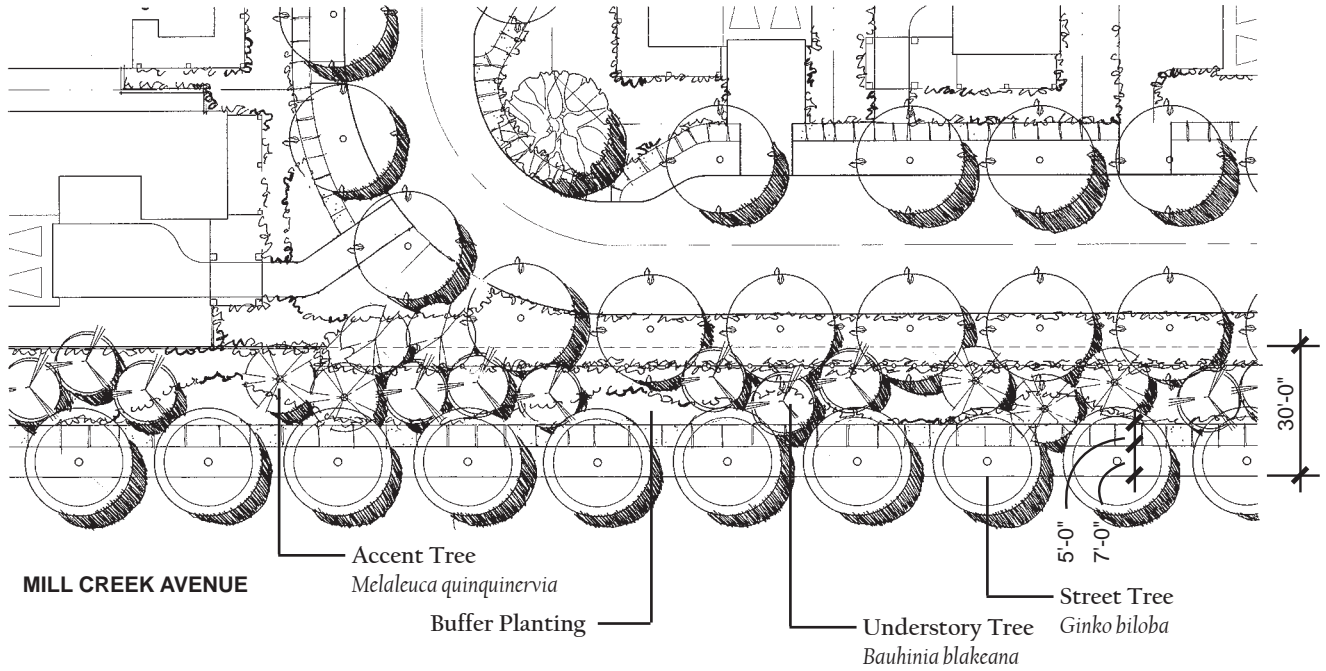 30'-0"
5'-0"
7'-0"
Accent Tree
Melaleuca quinquinervia
MILL CREEK AVENUE
Buffer Planting
Street Tree
Ginko biloba
Understory Tree
Bauhinia blakeana